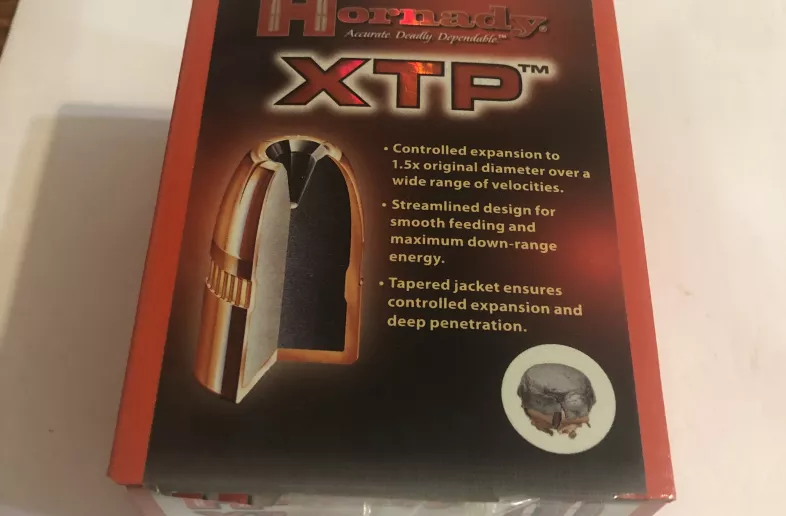 Hornady®
Accurate. Deadly. Dependable.™
XTP™
• Controlled expansion to
1.5x original diameter over a
wide range of velocities.
• Streamlined design for
smooth feeding and
maximum down-range
energy.
• Tapered jacket ensures
controlled expansion and
deep penetration.